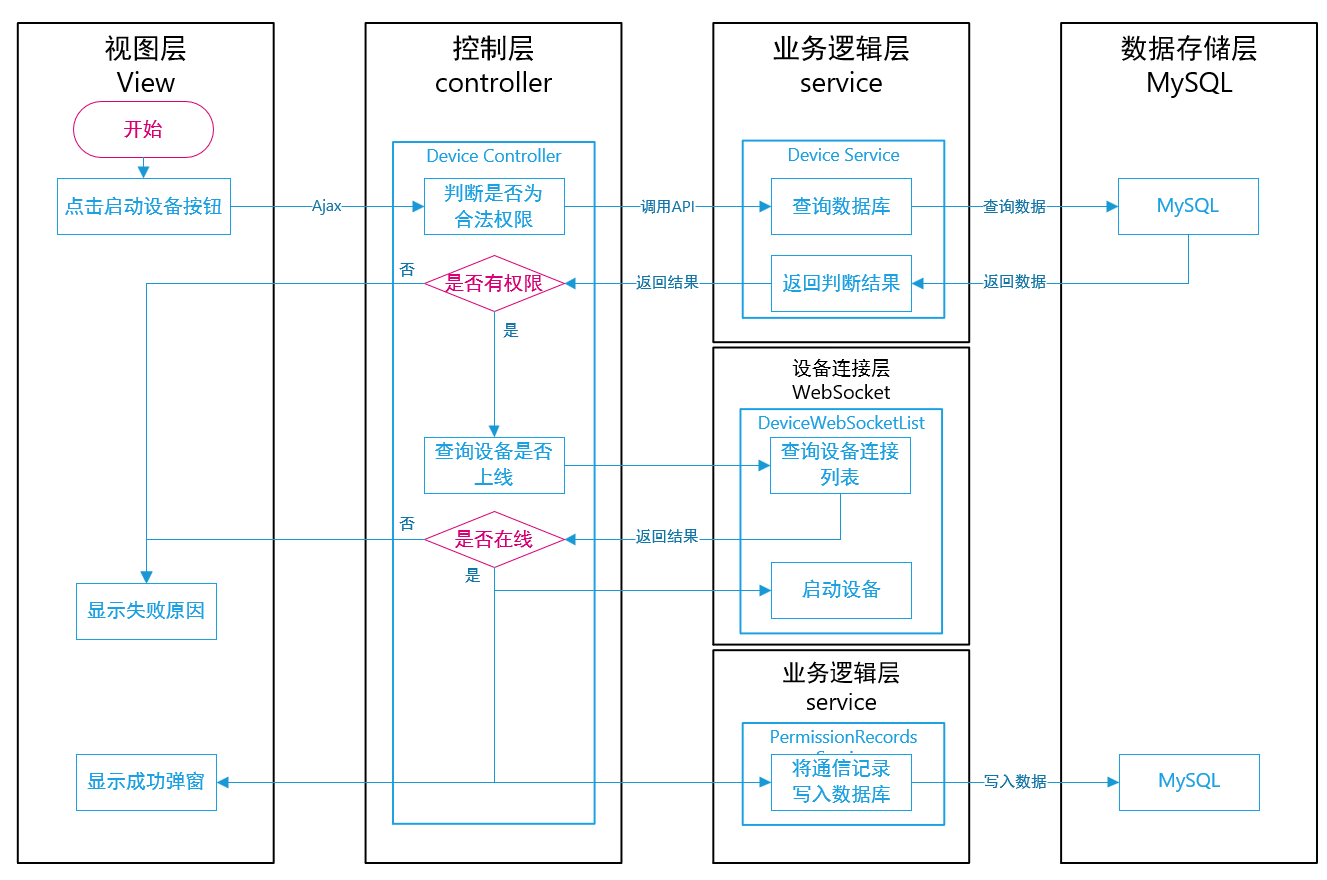 视图层
View
开始
点击启动设备按钮
显示失败原因
显示成功弹窗
Ajax
控制层
controller
Device Controller
判断是否为
合法权限
否
是否有权限
是
查询设备是否
上线
否
是否在线
是
调用API
返回结果
返回结果
业务逻辑层
service
Device Service
查询数据库
返回判断结果
设备连接层
WebSocket
DeviceWebSocketList
查询设备连接
列表
启动设备
业务逻辑层
service
PermissionRecords
将通信记录
写入数据库
查询数据
返回数据
写入数据
数据存储层
MySQL
MySQL
MySQL